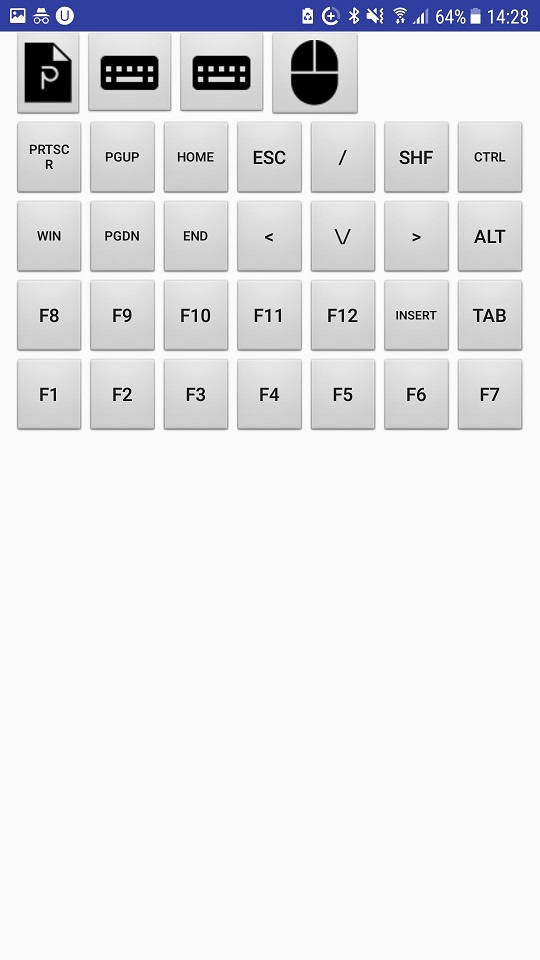 U 64% 14:28
P
PRTSC
R
PGUP HOME ESC / SHF CTRL
WIN PGDN END < \/ > ALT
F8 F9 F10 F11 F12 INSERT TAB
F1 F2 F3 F4 F5 F6 F7